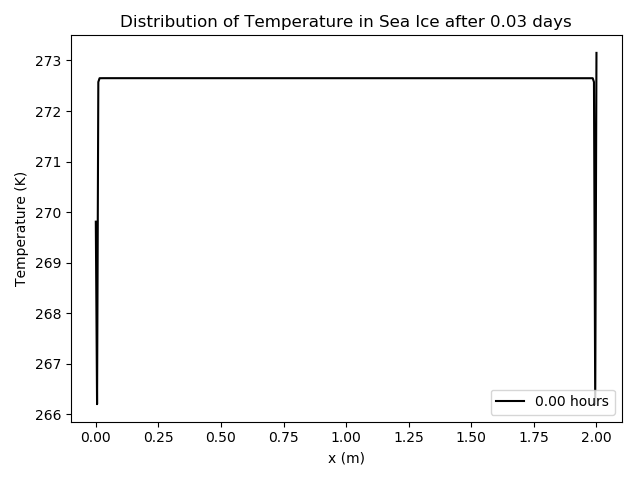 Distribution of Temperature in Sea Ice after 0.03 days
273
272
271
270
269
268
267
266
Temperature (K)
0.00 hours
0.00 0.25 0.50 0.75 1.00 1.25 1.50 1.75 2.00
x (m)